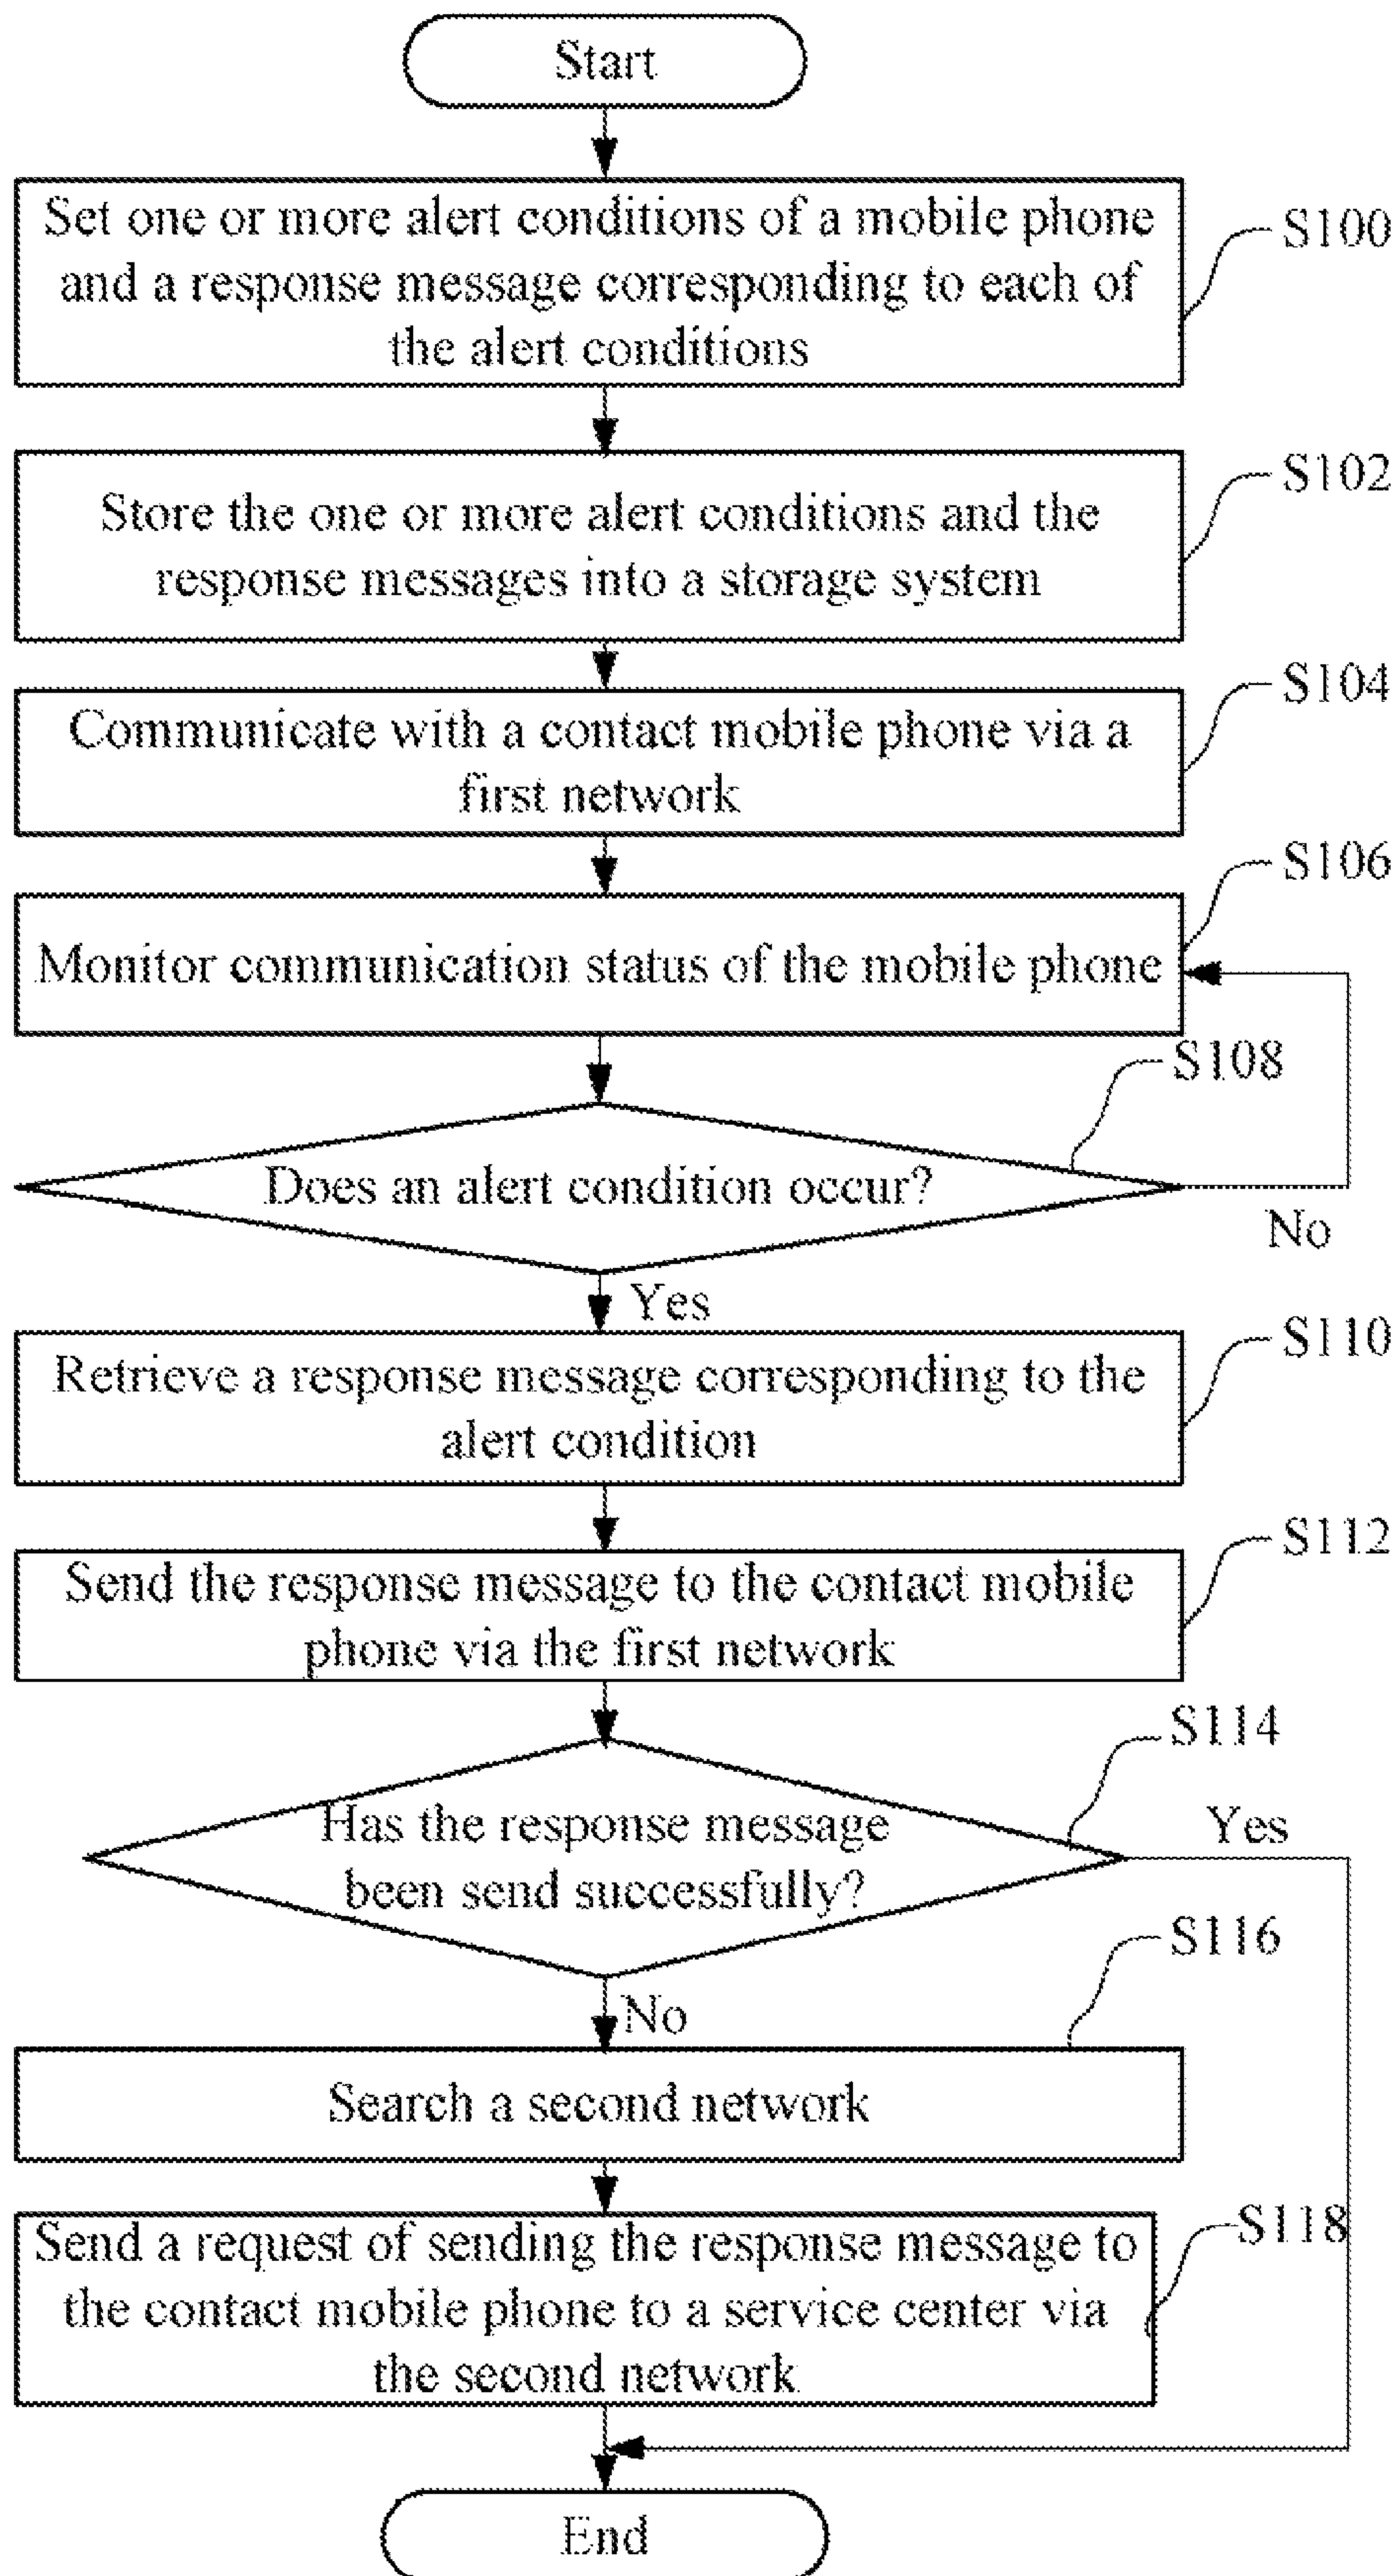 Start
Set one or more alert conditions of a mobile phone
and a response message corresponding to each of
the alert conditions
S100
Store the one or more alert conditions and the
response messages into a storage system
S102
Communicate with a contact mobile phone via a
first network
S104
Monitor communication status of the mobile phone
S106
Does an alert condition occur?
S108
No
Yes
Retrieve a response message corresponding to the
alert condition
S110
Send the response message to the contact mobile
phone via the first network
S112
Has the response message
been send successfully?
S114
Yes
No
Search a second network
S116
Send a request of sending the response message to
the contact mobile phone to a service center via
the second network
S118
End